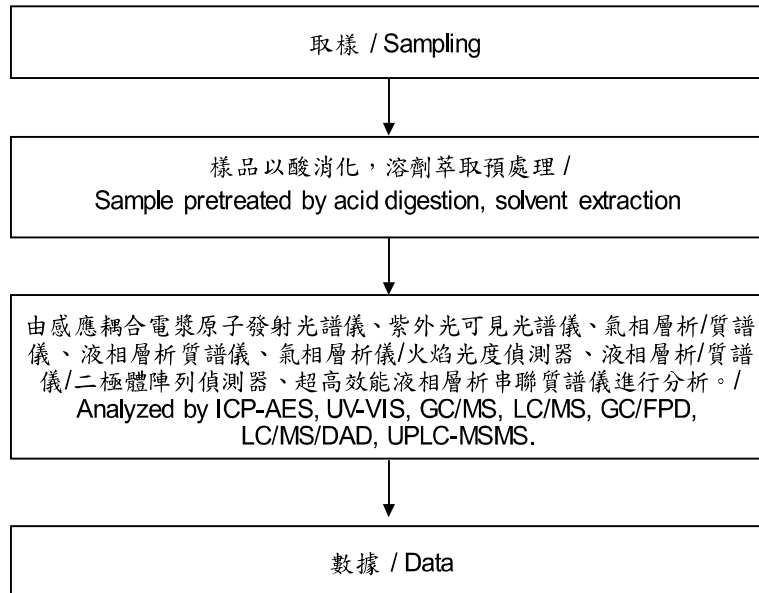 取樣 / Sampling
樣品以酸消化，溶劑萃取預處理 /
Sample pretreated by acid digestion, solvent extraction
由感應耦合電漿原子發射光譜儀、紫外光可見光譜儀、氣相層析/質譜
儀、液相層析質譜儀、氣相層析儀/火焰光度偵測器、液相層析/質譜
儀/二極體陣列偵測器、超高效能液相層析串聯質譜儀進行分析。/
Analyzed by ICP-AES, UV-VIS, GC/MS, LC/MS, GC/FPD,
LC/MS/DAD, UPLC-MSMS.
數據 / Data